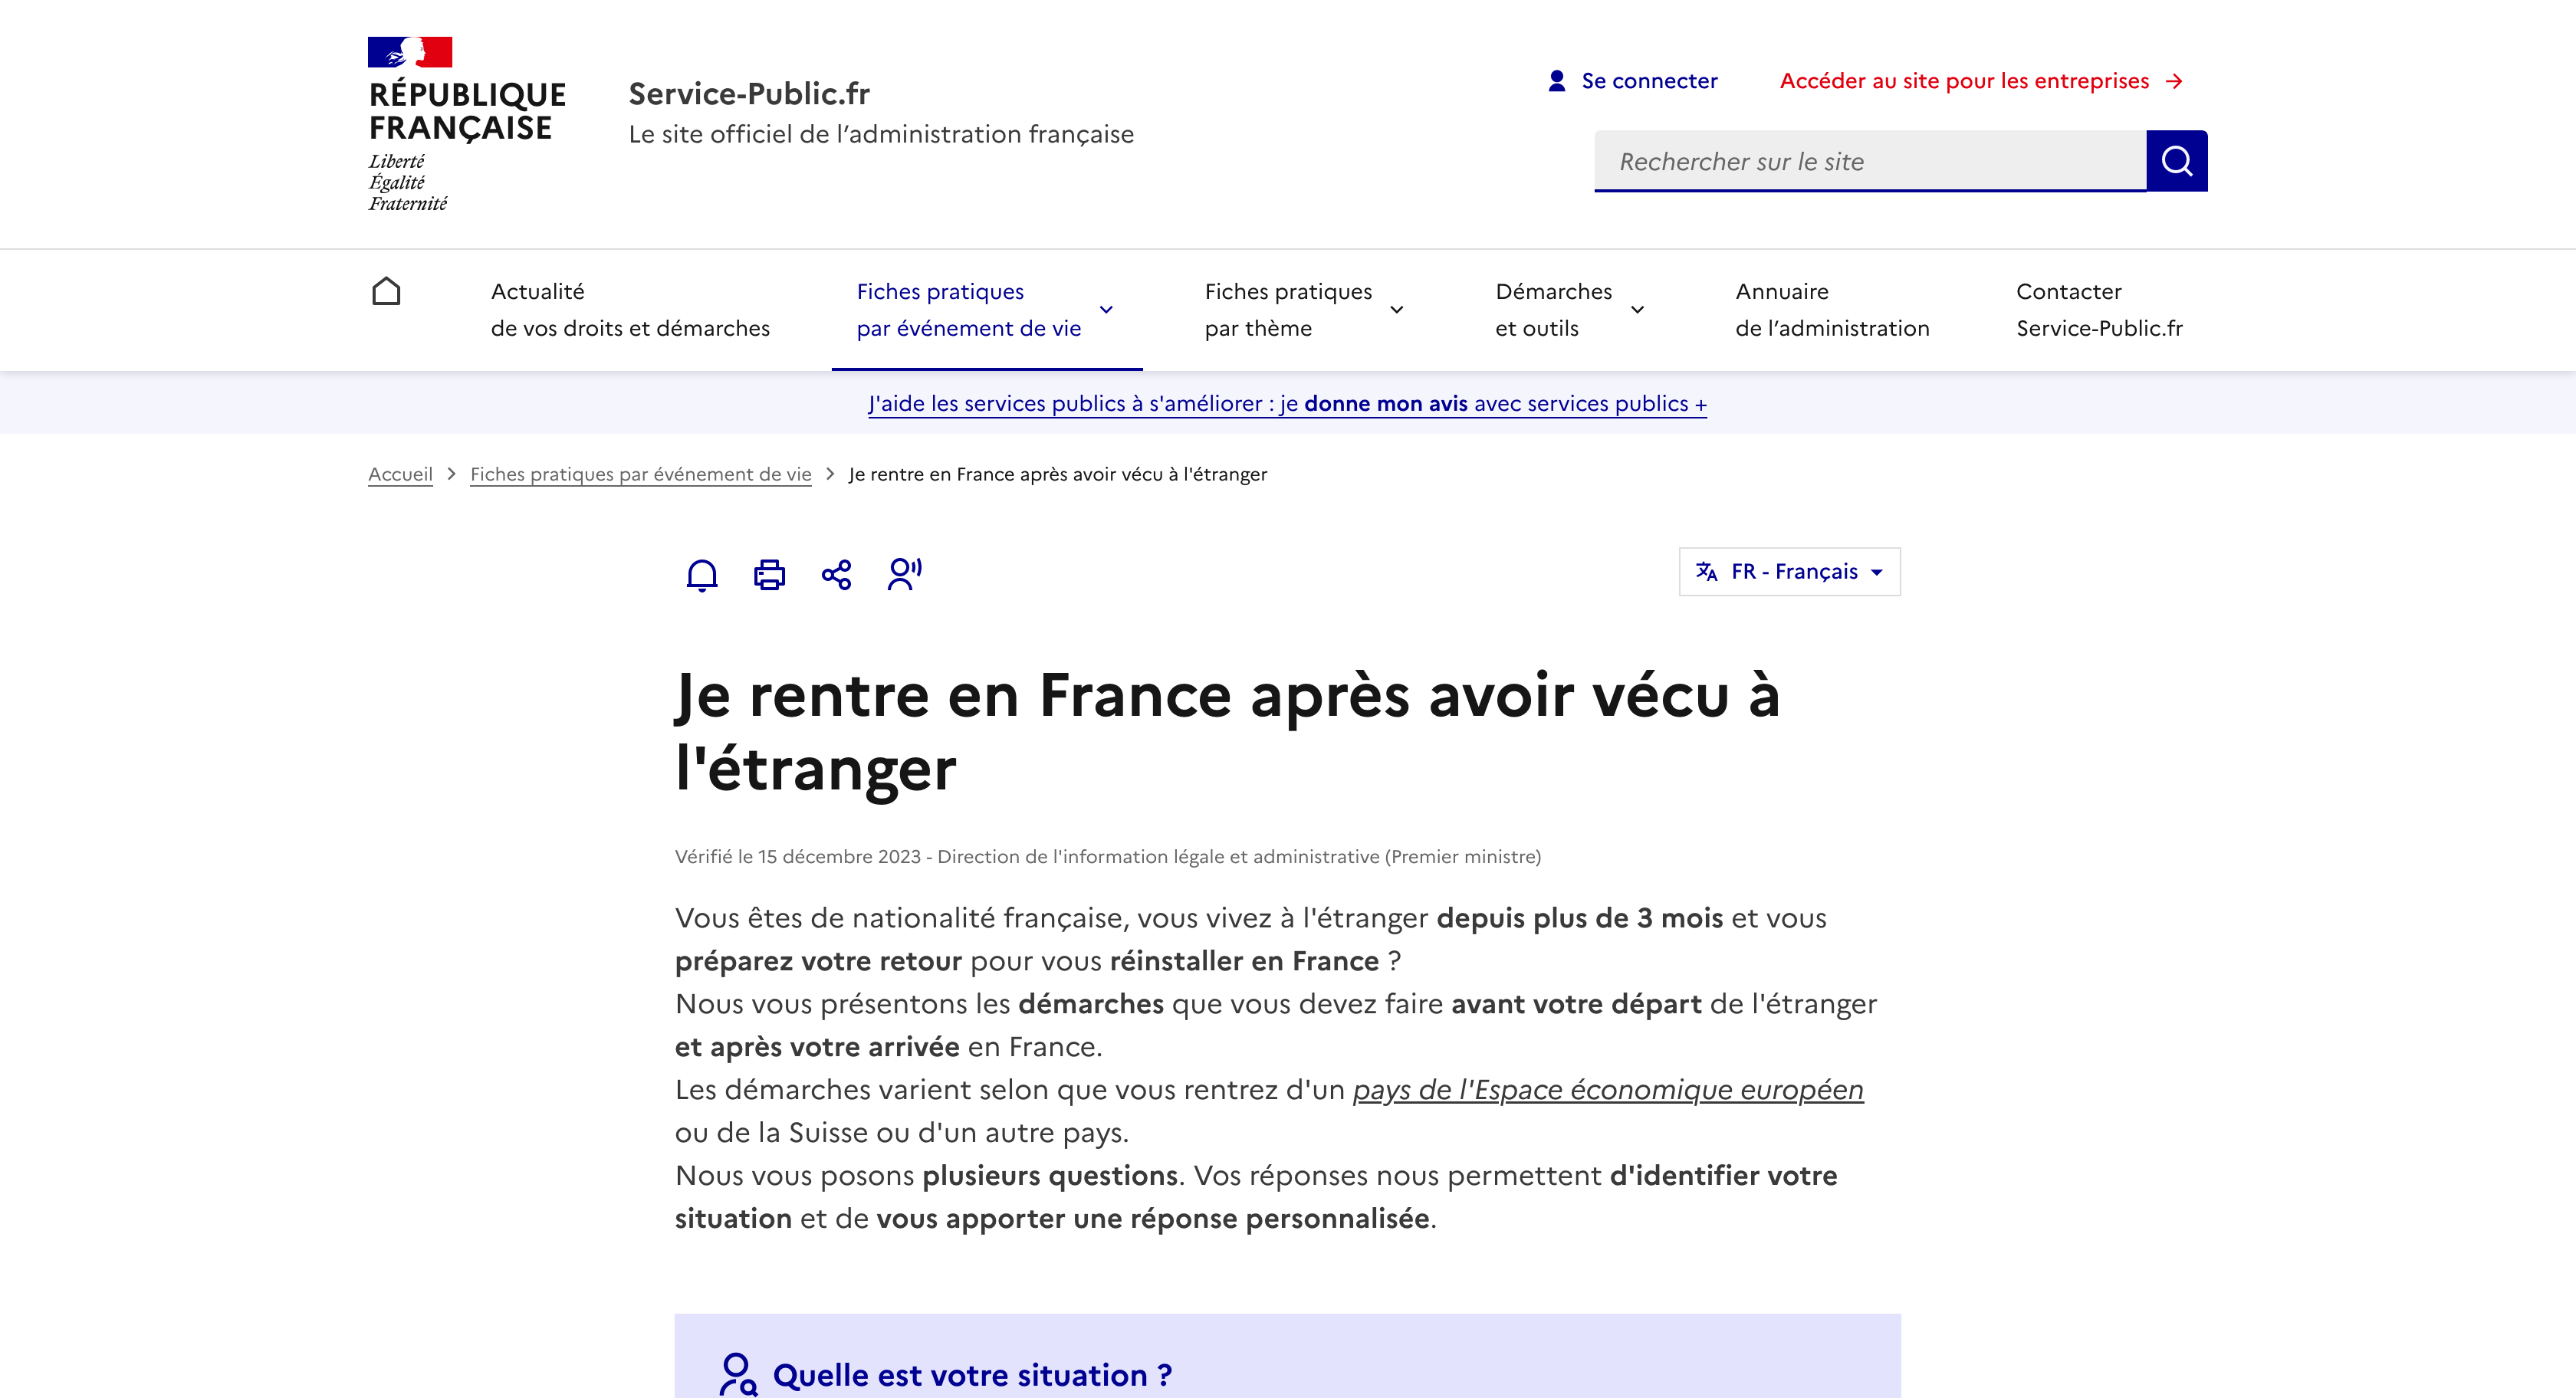 RÉPUBLIQUE
FRANÇAISE
Liberté
Égalité
Fraternité
Service-Public.fr
Le site officiel de l’administration française
Se connecter
Accéder au site pour les entreprises
Rechercher sur le site
Actualité
de vos droits et démarches
Fiches pratiques
par événement de vie
Fiches pratiques
par thème
Démarches
et outils
Annuaire
de l’administration
Contacter
Service-Public.fr
J'aide les services publics à s'améliorer : je donne mon avis avec services publics +
Accueil > Fiches pratiques par événement de vie > Je rentre en France après avoir vécu à l'étranger
FR - Français
Je rentre en France après avoir vécu à
l'étranger
Vérifié le 15 décembre 2023 - Direction de l'information légale et administrative (Premier ministre)
Vous êtes de nationalité française, vous vivez à l'étranger depuis plus de 3 mois et vous
préparez votre retour pour vous réinstaller en France ?
Nous vous présentons les démarches que vous devez faire avant votre départ de l'étranger
et après votre arrivée en France.
Les démarches varient selon que vous rentrez d'un pays de l'Espace économique européen
ou de la Suisse ou d'un autre pays.
Nous vous posons plusieurs questions. Vos réponses nous permettent d'identifier votre
situation et de vous apporter une réponse personnalisée.
Quelle est votre situation ?